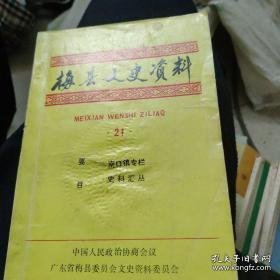 梅县文史资料
MEIXIAN WENSHI ZILIAO
·21·
要 南口镇专栏
目 史料汇丛
中国人民政治协商会议
广东省梅县委员会文史资料委员会